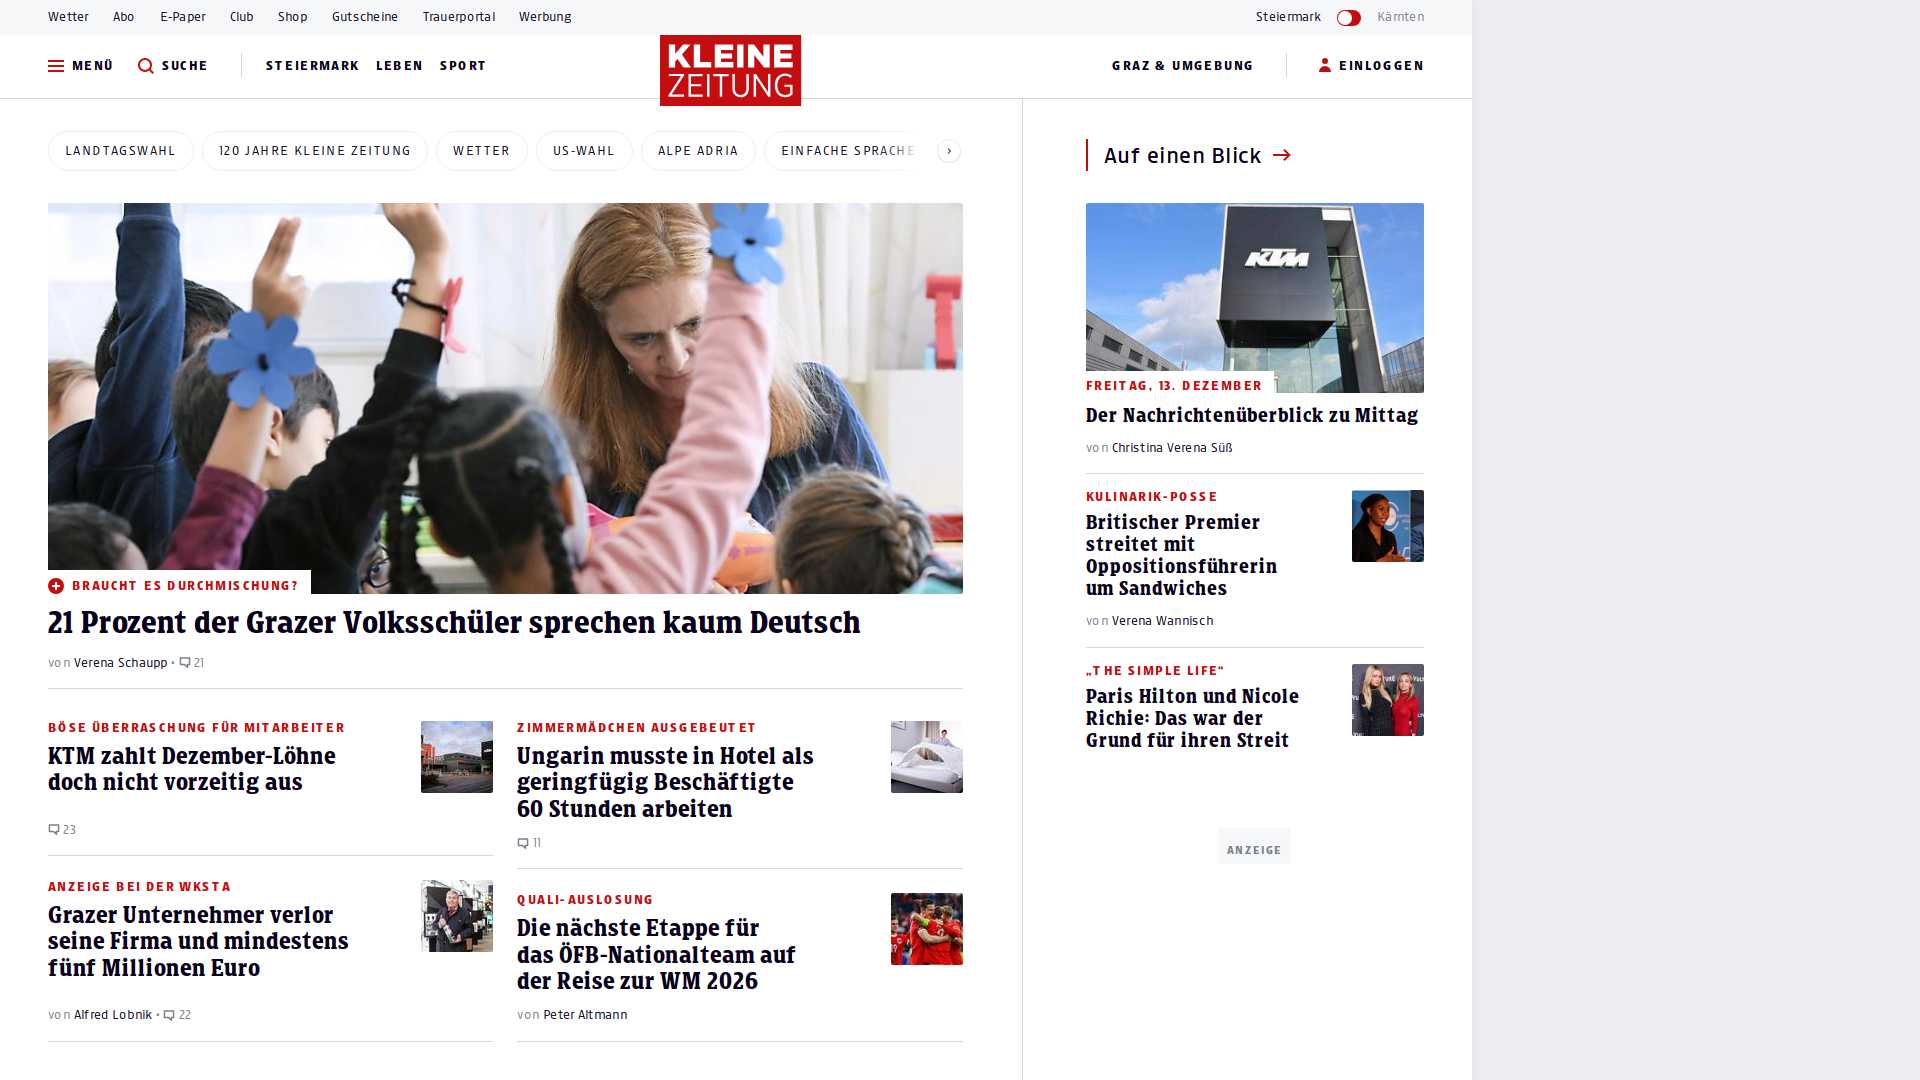 Wetter Abo E-Paper Club Shop Gutscheine Trauerportal Werbung Steiermark Kärnten
MENÜ SUCHE STEIERMARK LEBEN SPORT KLEINE ZEITUNG GRAZ & UMGEBUNG EINLOGGEN
LANDTAGSWAHL 120 JAHRE KLEINE ZEITUNG WETTER US-WAHL ALPE ADRIA EINFACHE SPRACHE
BRAUCHT ES DURCHMISCHUNG?
21 Prozent der Grazer Volksschüler sprechen kaum Deutsch
von Verena Schaupp • 21
BÖSE ÜBERRASCHUNG FÜR MITARBEITER
KTM zahlt Dezember-Löhne
doch nicht vorzeitig aus
23
ZIMMERMÄDCHEN AUSGEBEUTET
Ungarin musste in Hotel als
geringfügig Beschäftigte
60 Stunden arbeiten
11
ANZEIGE BEI DER WKSTA
Grazer Unternehmer verlor
seine Firma und mindestens
fünf Millionen Euro
von Alfred Lobnik • 22
QUALI-AUSLOSUNG
Die nächste Etappe für
das ÖFB-Nationalteam auf
der Reise zur WM 2026
von Peter Altmann
Auf einen Blick
KTM
FREITAG, 13. DEZEMBER
Der Nachrichtenüberblick zu Mittag
von Christina Verena Süß
KULINARIK-POSSE
Britischer Premier
streitet mit
Oppositionsführerin
um Sandwiches
von Verena Wannisch
„THE SIMPLE LIFE“
Paris Hilton und Nicole
Richie: Das war der
Grund für ihren Streit
ANZEIGE